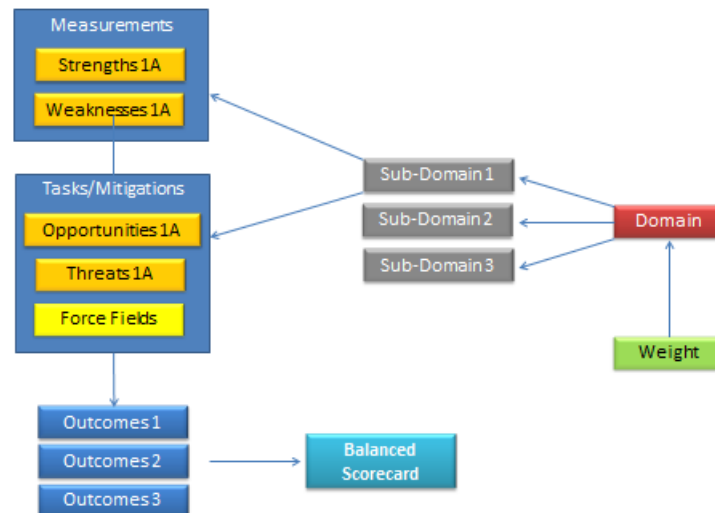 Measurements
Strengths 1A
Weaknesses 1A
Tasks/Mitigations
Opportunities 1A
Threats 1A
Force Fields
Outcomes 1
Outcomes 2
Outcomes 3
Sub-Domain 1
Sub-Domain 2
Sub-Domain 3
Domain
Weight
Balanced
Scorecard